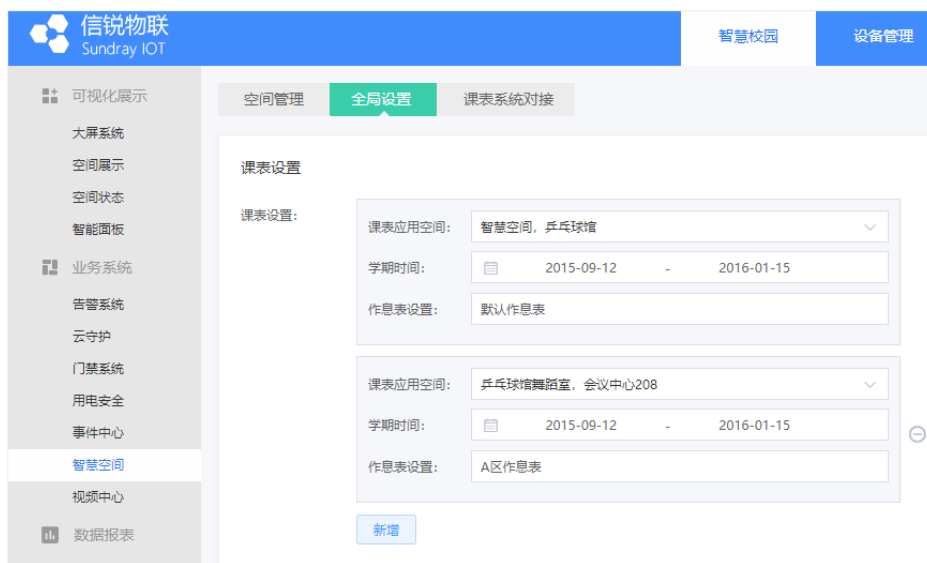 信锐物联
Sundray IOT
智慧校园
设备管理
可视化展示
大屏系统
空间展示
空间状态
智能面板
业务系统
告警系统
云守护
门禁系统
用电安全
事件中心
智慧空间
视频中心
数据报表
空间管理
全局设置
课表系统对接
课表设置
课表设置:
课表应用空间: 智慧空间, 乒乓球馆
学期时间: 2015-09-12 - 2016-01-15
作息表设置: 默认作息表
课表应用空间: 乒乓球馆舞蹈室, 会议中心208
学期时间: 2015-09-12 - 2016-01-15
作息表设置: A区作息表
新增